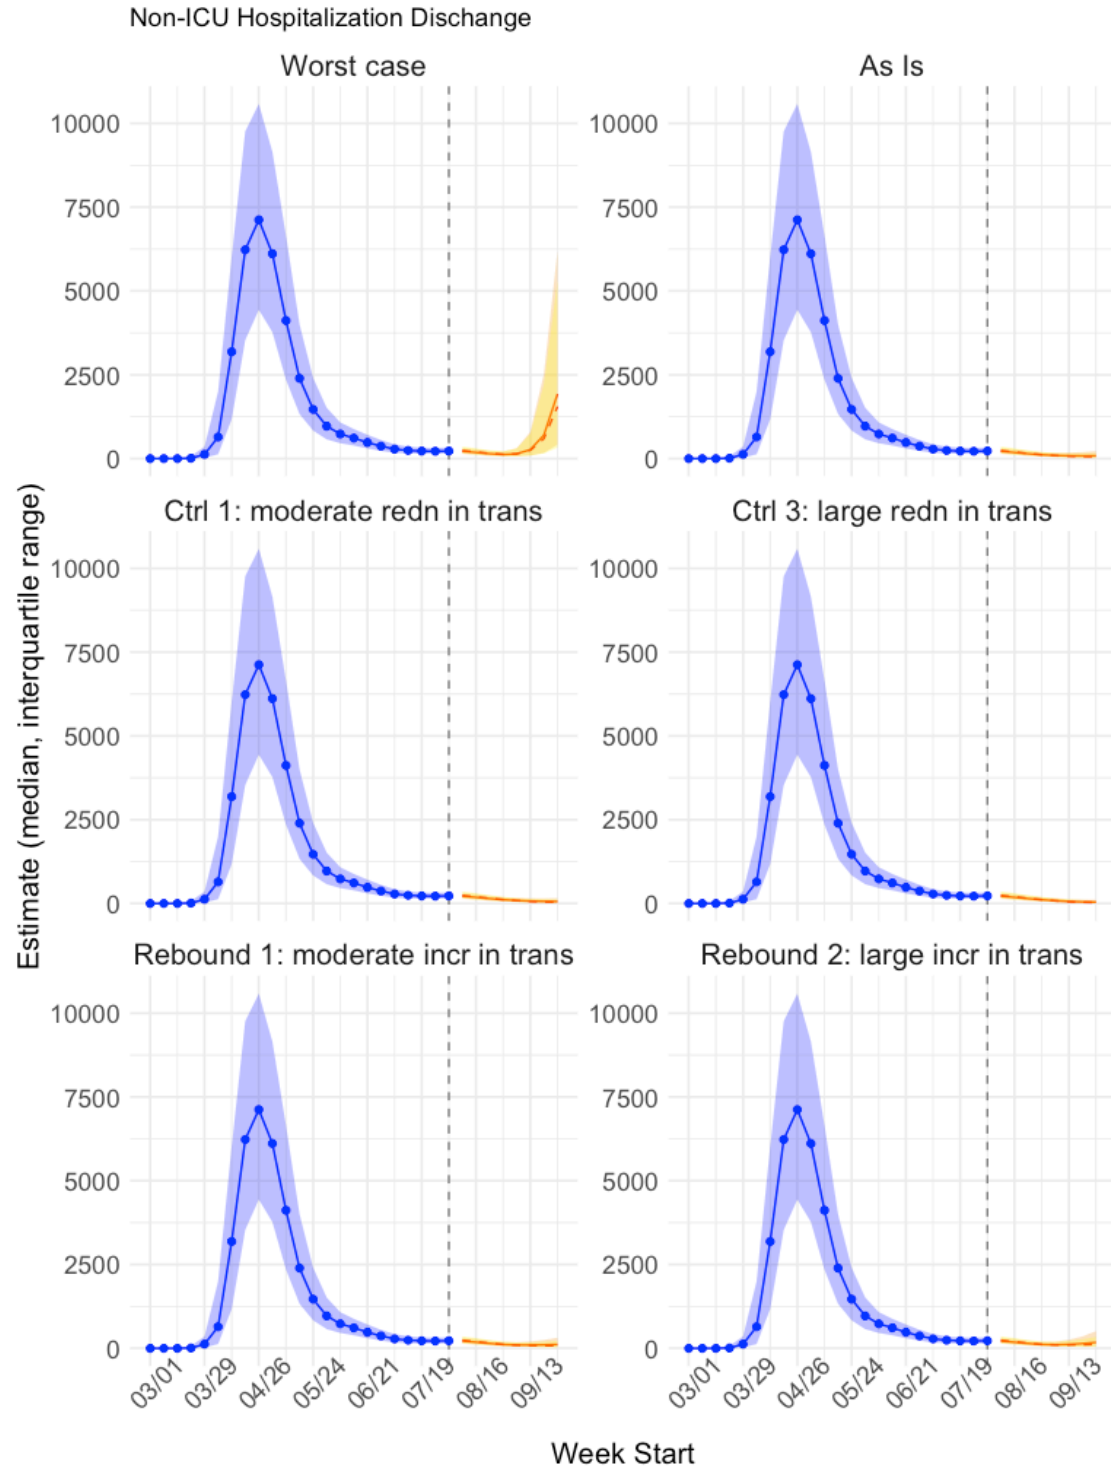 Non-ICU Hospitalization Dischange
Worst case
As Is
10000
7500
5000
2500
0
10000
7500
5000
2500
0
Estimate (median, interquartile range)
Ctrl 1: moderate redn in trans
Ctrl 3: large redn in trans
10000
7500
5000
2500
0
10000
7500
5000
2500
0
Rebound 1: moderate incr in trans
Rebound 2: large incr in trans
10000
7500
5000
2500
0
10000
7500
5000
2500
0
03/01 03/29 04/26 05/24 06/21 07/19 08/16 09/13
03/01 03/29 04/26 05/24 06/21 07/19 08/16 09/13
Week Start